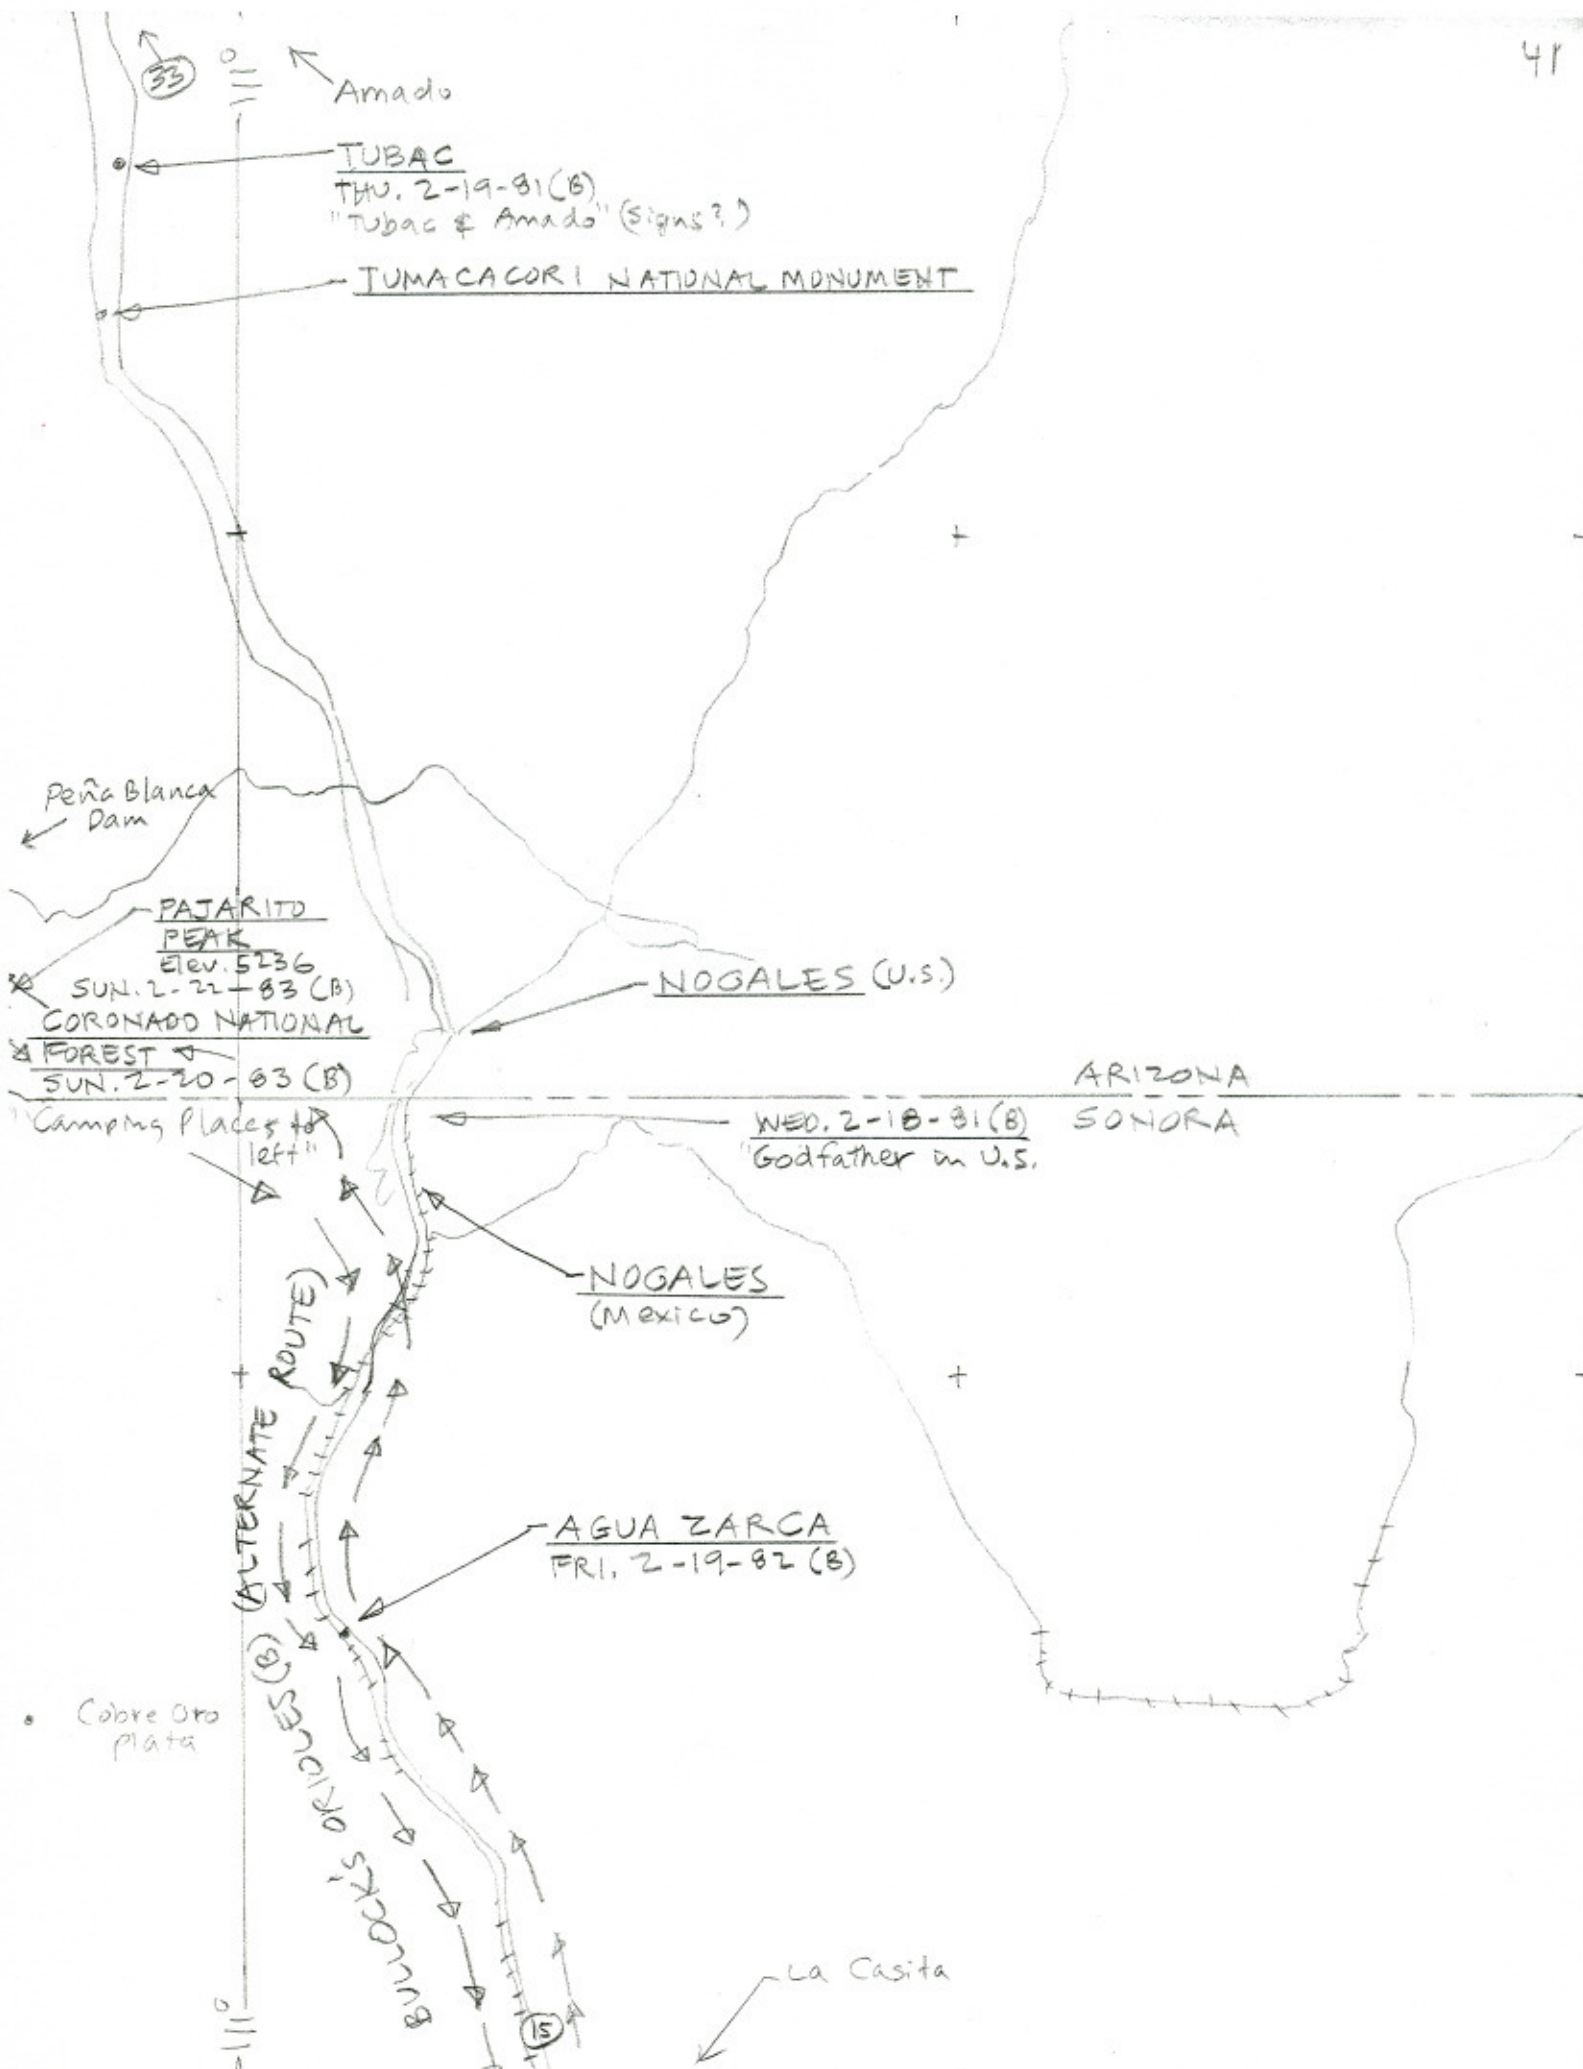 41
33
111°
Amado
TUBAC
THU. 2-19-81(B)
"Tubac & Amado" (Signs?)
TUMACACORI NATIONAL MONUMENT
Peña Blanca
Dam
PAJARITO
PEAK
Elev. 5236
SUN. 2-22-83 (B)
CORONADO NATIONAL
FOREST
SUN. 2-20-83 (B)
"Camping Places to
left"
NOGALES (U.S.)
ARIZONA
SONORA
WED. 2-18-81(B)
"Godfather in U.S.
NOGALES
(Mexico)
(ALTERNATE ROUTE)
AGUA ZARCA
FRI. 2-19-82 (B)
BULLOCK'S ORIOLES (B)
Cobre Oro
Plata
La Casita
15
111°